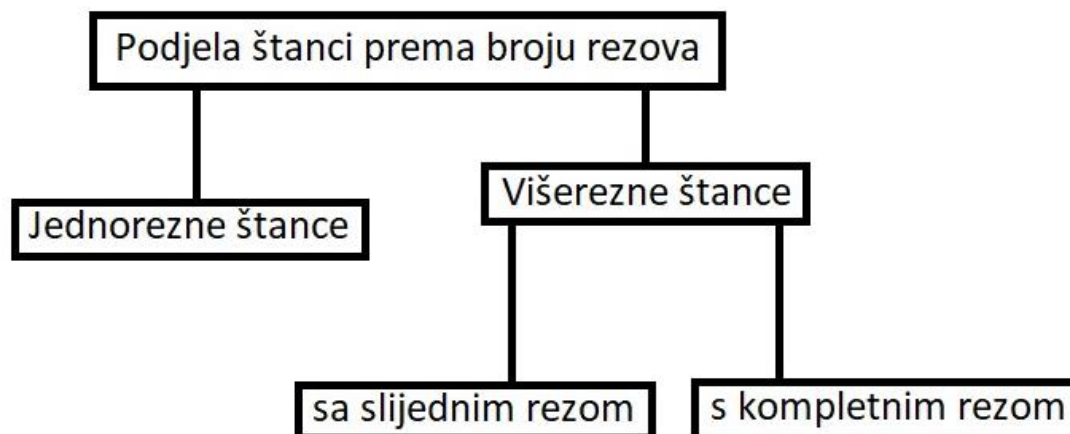 Podjela štanci prema broju rezova
Višerezne štance
Jednorezne štance
sa slijednim rezom
s kompletnim rezom